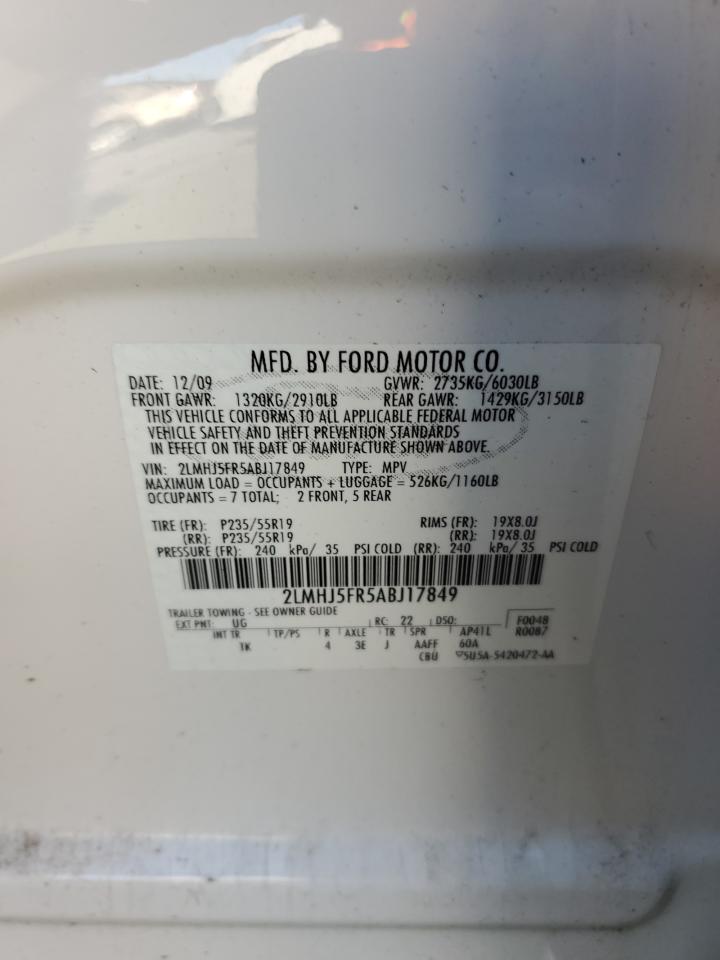 MFD. BY FORD MOTOR CO.
DATE: 12/09 GVWR: 2735KG/6030LB
FRONT GAWR: 1320KG/2910LB REAR GAWR: 1429KG/3150LB
THIS VEHICLE CONFORMS TO ALL APPLICABLE FEDERAL MOTOR
VEHICLE SAFETY AND THEFT PREVENTION STANDARDS
IN EFFECT ON THE DATE OF MANUFACTURE SHOWN ABOVE.
VIN: 2LMHJ5FR5ABJ17849 TYPE: MPV
MAXIMUM LOAD = OCCUPANTS + LUGGAGE = 526KG/1160LB
OCCUPANTS = 7 TOTAL; 2 FRONT, 5 REAR
TIRE (FR): P235/55R19 RIMS (FR): 19X8.0J
(RR): P235/55R19 (RR): 19X8.0J
PRESSURE (FR): 240 kPa/ 35 PSI COLD (RR): 240 kPa/ 35 PSI COLD
2LMHJ5FR5ABJ17849
TRAILER TOWING - SEE OWNER GUIDE
EXT PNT: UG RC: 22 DSO: F0048
INT TR TP/PS R AXLE TR SPR AP41L R0087
TK 4 3E J AAFF 60A
CBU 5U5A-5420472-AA